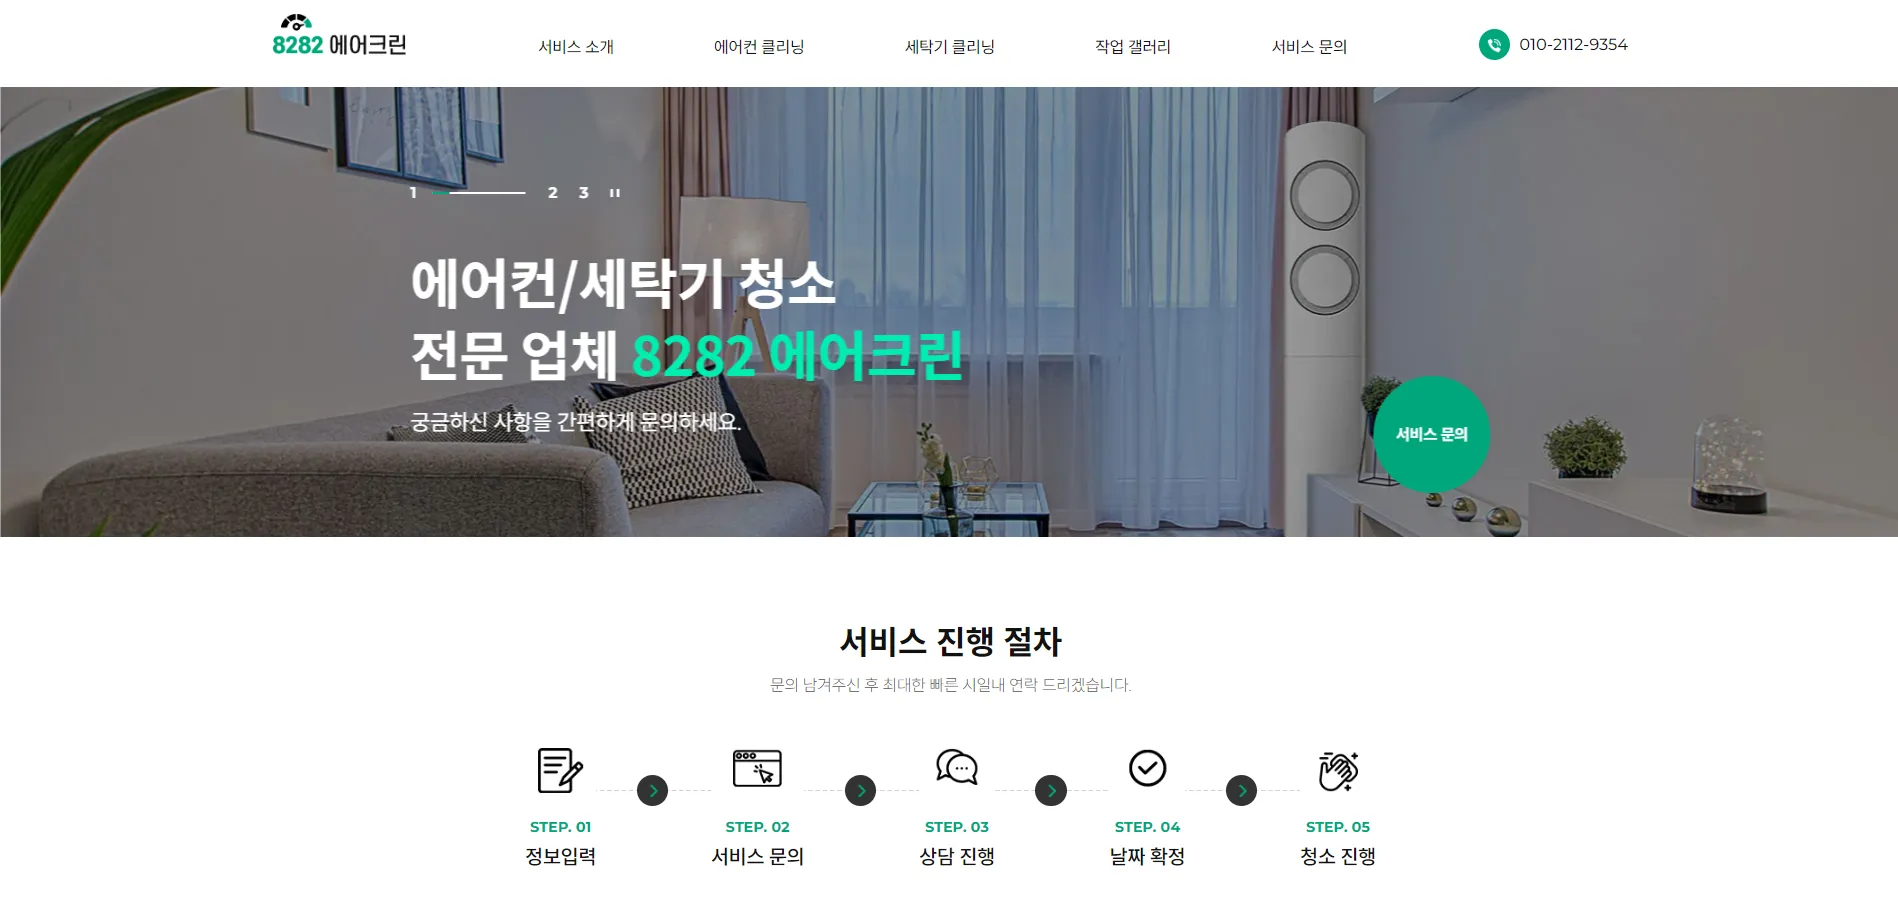 8282 에어크린
서비스 소개
에어컨 클리닝
세탁기 클리닝
작업 갤러리
서비스 문의
010-2112-9354
1 2 3
에어컨/세탁기 청소
전문 업체 8282 에어크린
궁금하신 사항을 간편하게 문의하세요.
서비스 문의
서비스 진행 절차
문의 남겨주신 후 최대한 빠른 시일내 연락 드리겠습니다.
STEP. 01
정보입력
STEP. 02
서비스 문의
STEP. 03
상담 진행
STEP. 04
날짜 확정
STEP. 05
청소 진행